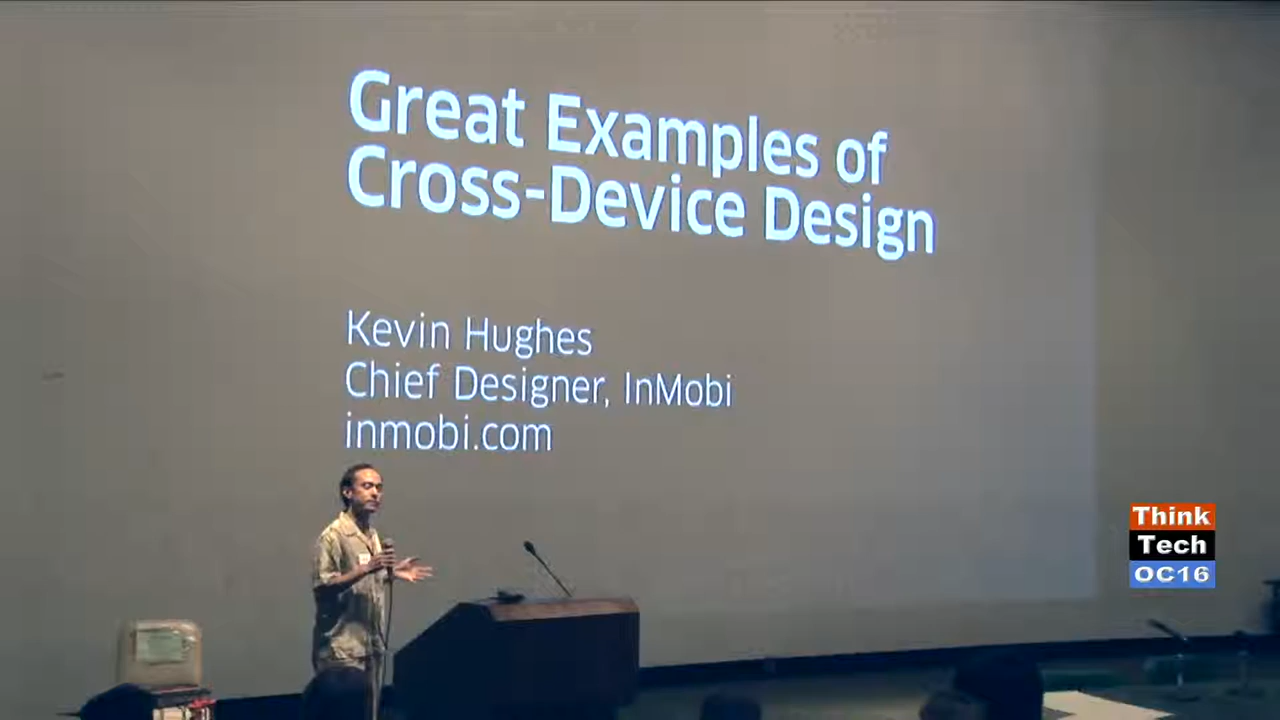 Great Examples of
Cross-Device Design
Kevin Hughes
Chief Designer, InMobi
inmobi.com
Think
Tech
OC16